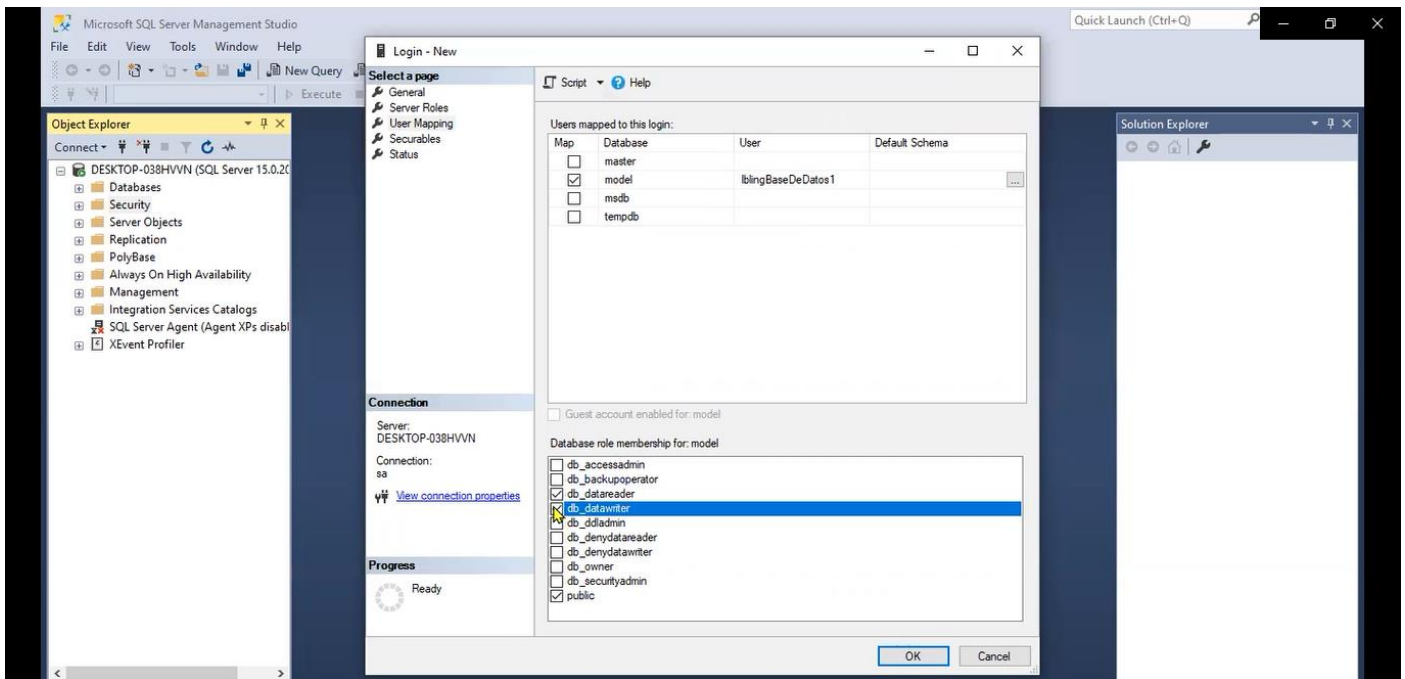 Microsoft SQL Server Management Studio
Quick Launch (Ctrl+Q)
File Edit View Tools Window Help
New Query
Execute
Object Explorer
Connect
DESKTOP-038HVVN (SQL Server 15.0.20
Databases
Security
Server Objects
Replication
PolyBase
Always On High Availability
Management
Integration Services Catalogs
SQL Server Agent (Agent XPs disabl
XEvent Profiler
Login - New
Select a page
General
Server Roles
User Mapping
Securables
Status
Connection
Server:
DESKTOP-038HVVN
Connection:
sa
View connection properties
Progress
Ready
Script Help
Users mapped to this login:
Map Database User Default Schema
master
model IblingBaseDeDatos1 ...
msdb
tempdb
Guest account enabled for: model
Database role membership for: model
db_accessadmin
db_backupoperator
db_datareader
db_datawriter
db_ddladmin
db_denydatareader
db_denydatawriter
db_owner
db_securityadmin
public
OK Cancel
Solution Explorer